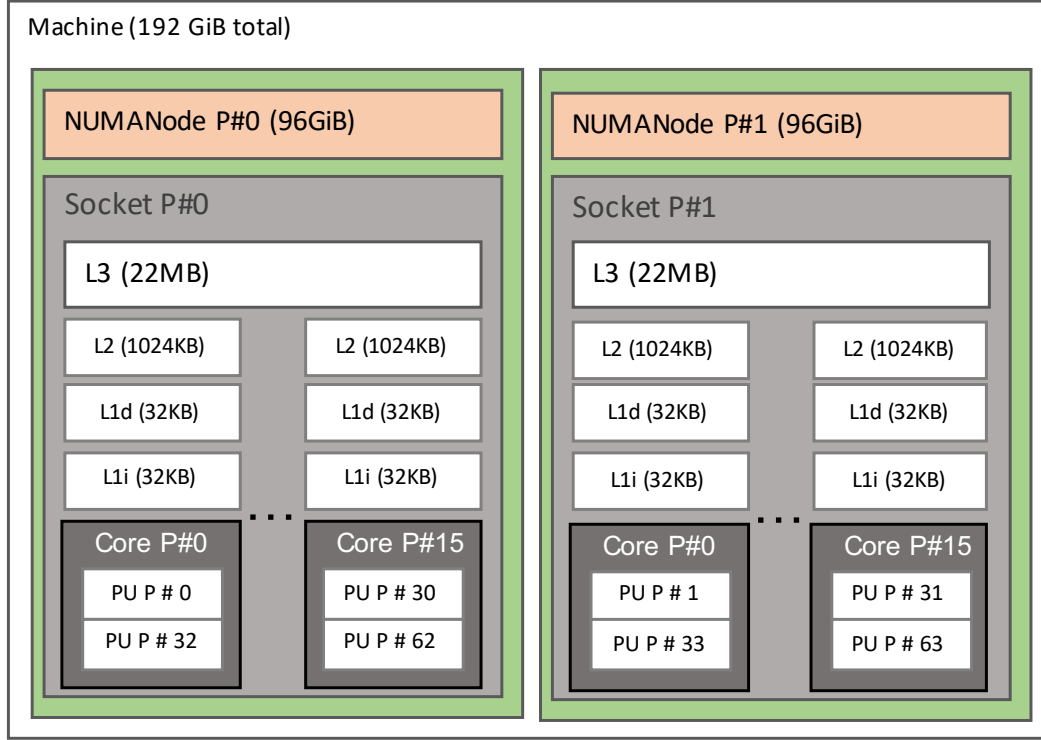 Machine (192 GiB total)
NUMANode P#0 (96GiB)
Socket P#0
L3 (22MB)
L2 (1024KB)
L2 (1024KB)
L1d (32KB)
L1d (32KB)
L1i (32KB)
L1i (32KB)
...
Core P#0
PU P # 0
PU P # 32
Core P#15
PU P # 30
PU P # 62
NUMANode P#1 (96GiB)
Socket P#1
L3 (22MB)
L2 (1024KB)
L2 (1024KB)
L1d (32KB)
L1d (32KB)
L1i (32KB)
L1i (32KB)
...
Core P#0
PU P # 1
PU P # 33
Core P#15
PU P # 31
PU P # 63